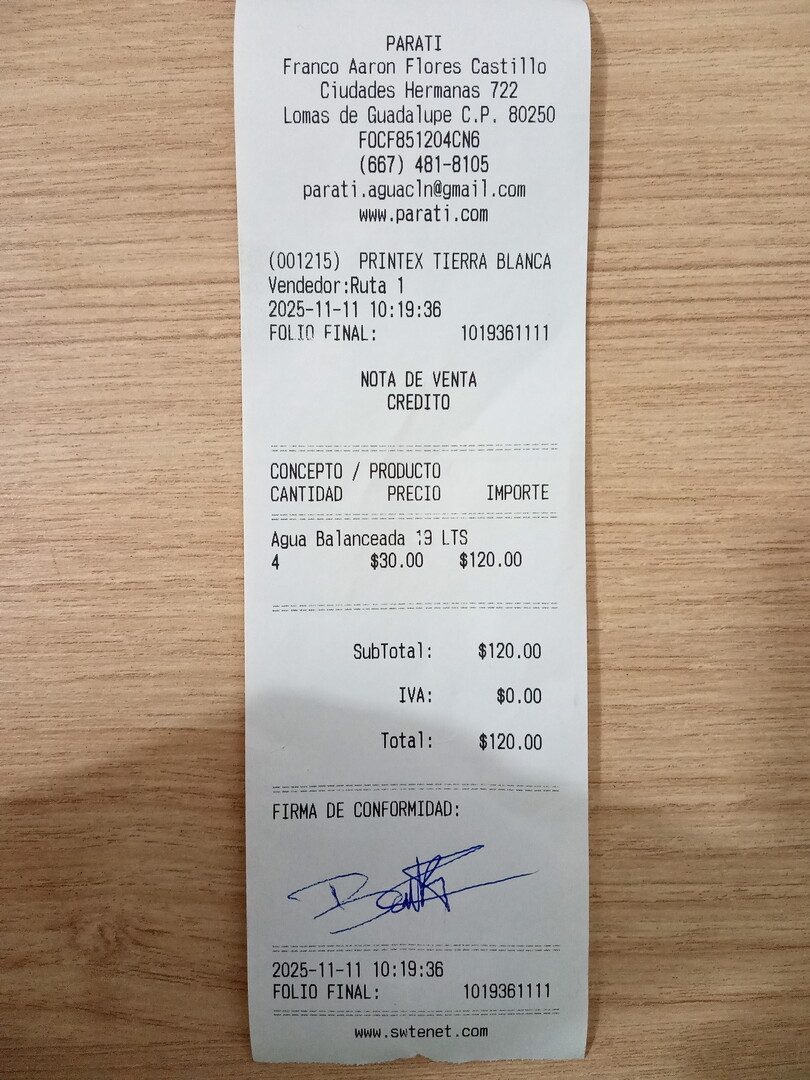 PARATI
Franco Aaron Flores Castillo
Ciudades Hermanas 722
Lomas de Guadalupe C.P. 80250
FOCF851204CN6
(667) 481-8105
parati.aguacln@gmail.com
www.parati.com
(001215) PRINTEX TIERRA BLANCA
Vendedor:Ruta 1
2025-11-11 10:19:36
FOLIO FINAL: 1019361111
NOTA DE VENTA
CREDITO
CONCEPTO / PRODUCTO
CANTIDAD PRECIO IMPORTE
Agua Balanceada 19 LTS
4 $30.00 $120.00
SubTotal: $120.00
IVA: $0.00
Total: $120.00
FIRMA DE CONFORMIDAD:
2025-11-11 10:19:36
FOLIO FINAL: 1019361111
www.swtenet.com